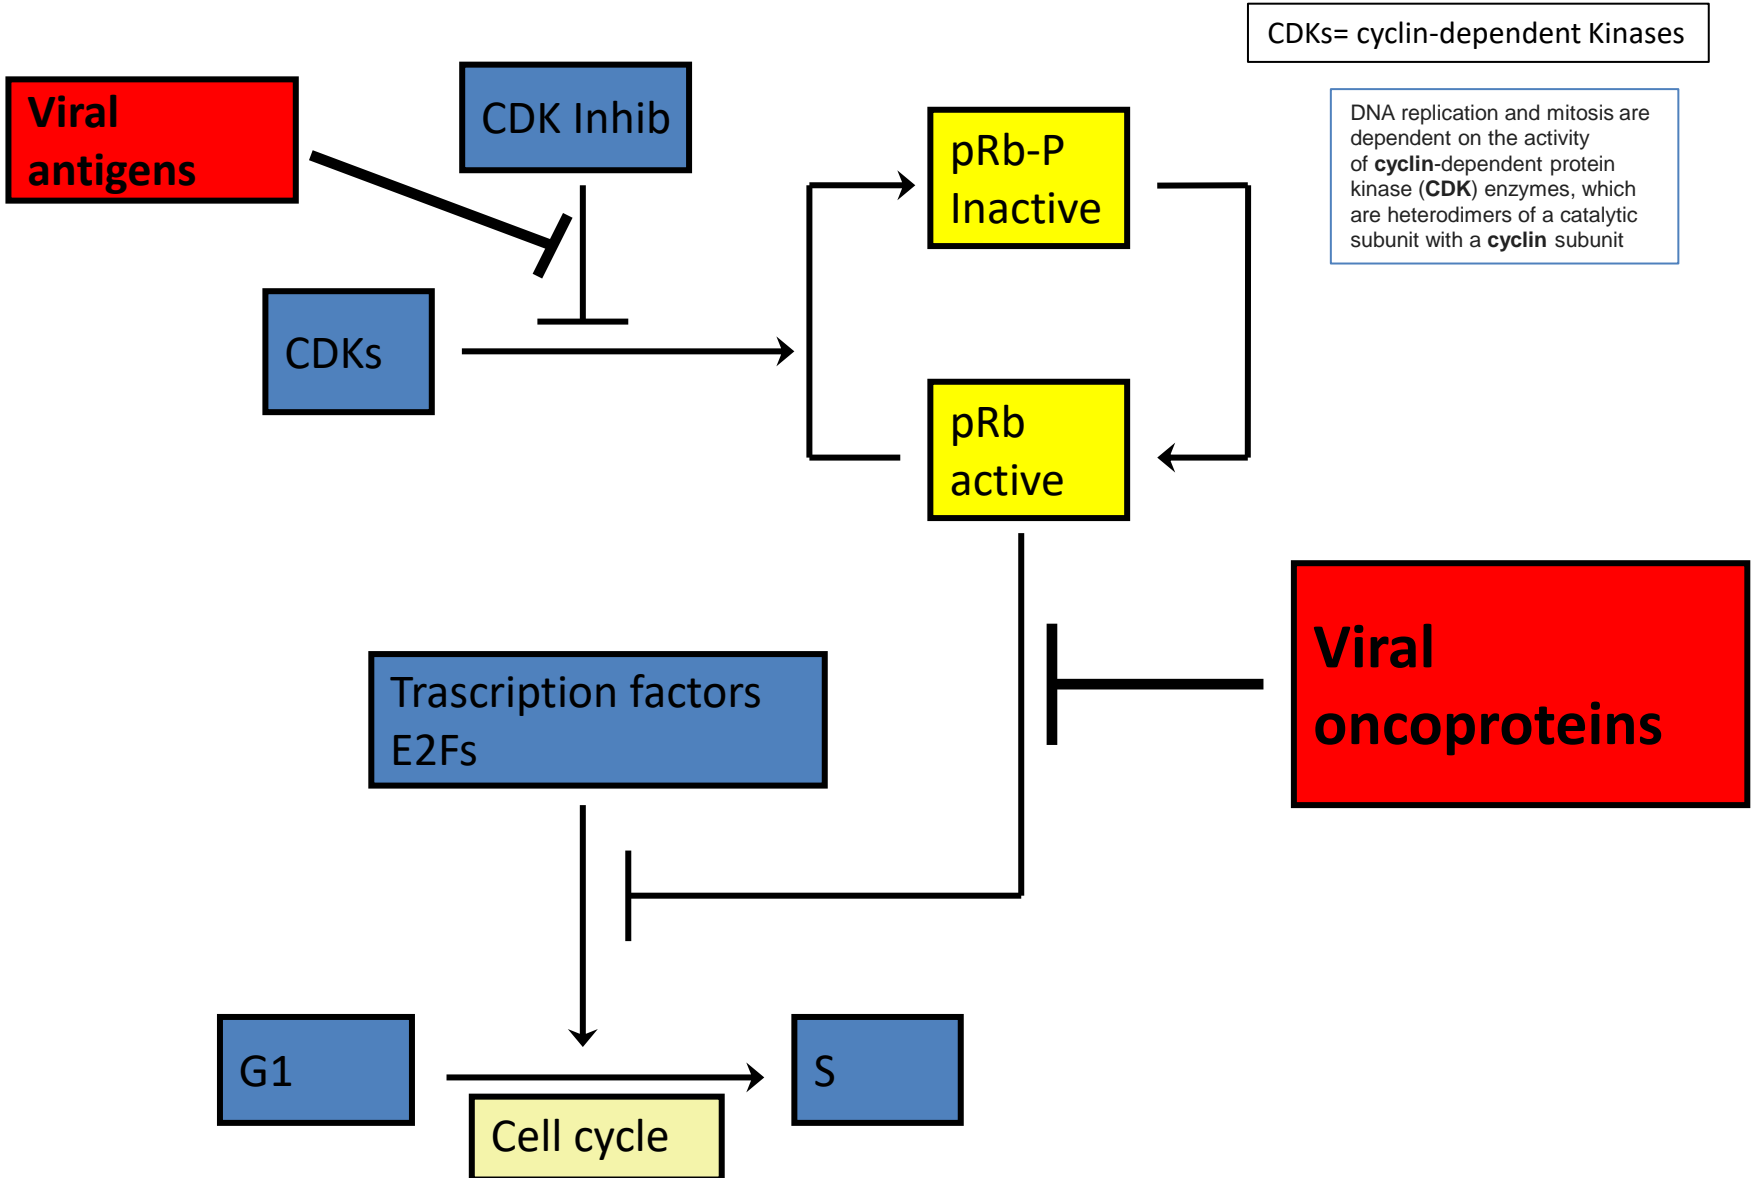 CDKs= cyclin-dependent Kinases
Viral
antigens
CDK Inhib
pRb-P
Inactive
DNA replication and mitosis are
dependent on the activity
of cyclin-dependent protein
kinase (CDK) enzymes, which
are heterodimers of a catalytic
subunit with a cyclin subunit
CDKs
pRb
active
Viral
oncoproteins
Trascription factors
E2Fs
G1
S
Cell cycle